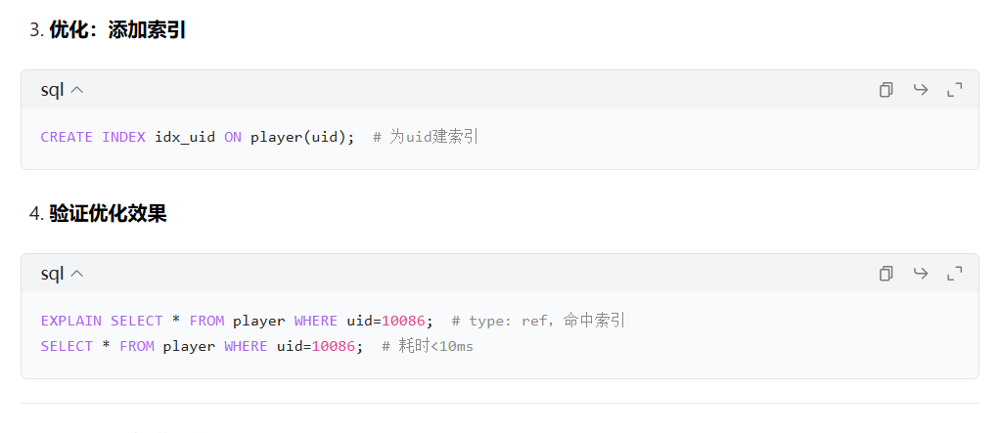 3. 优化：添加索引
sql
CREATE INDEX idx_uid ON player(uid);  # 为uid建索引
4. 验证优化效果
sql
EXPLAIN SELECT * FROM player WHERE uid=10086;  # type: ref，命中索引
SELECT * FROM player WHERE uid=10086;  # 耗时<10ms